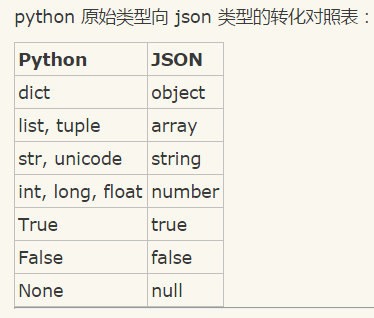 python 原始类型向 json 类型的转化对照表：
Python JSON
dict object
list, tuple array
str, unicode string
int, long, float number
True true
False false
None null